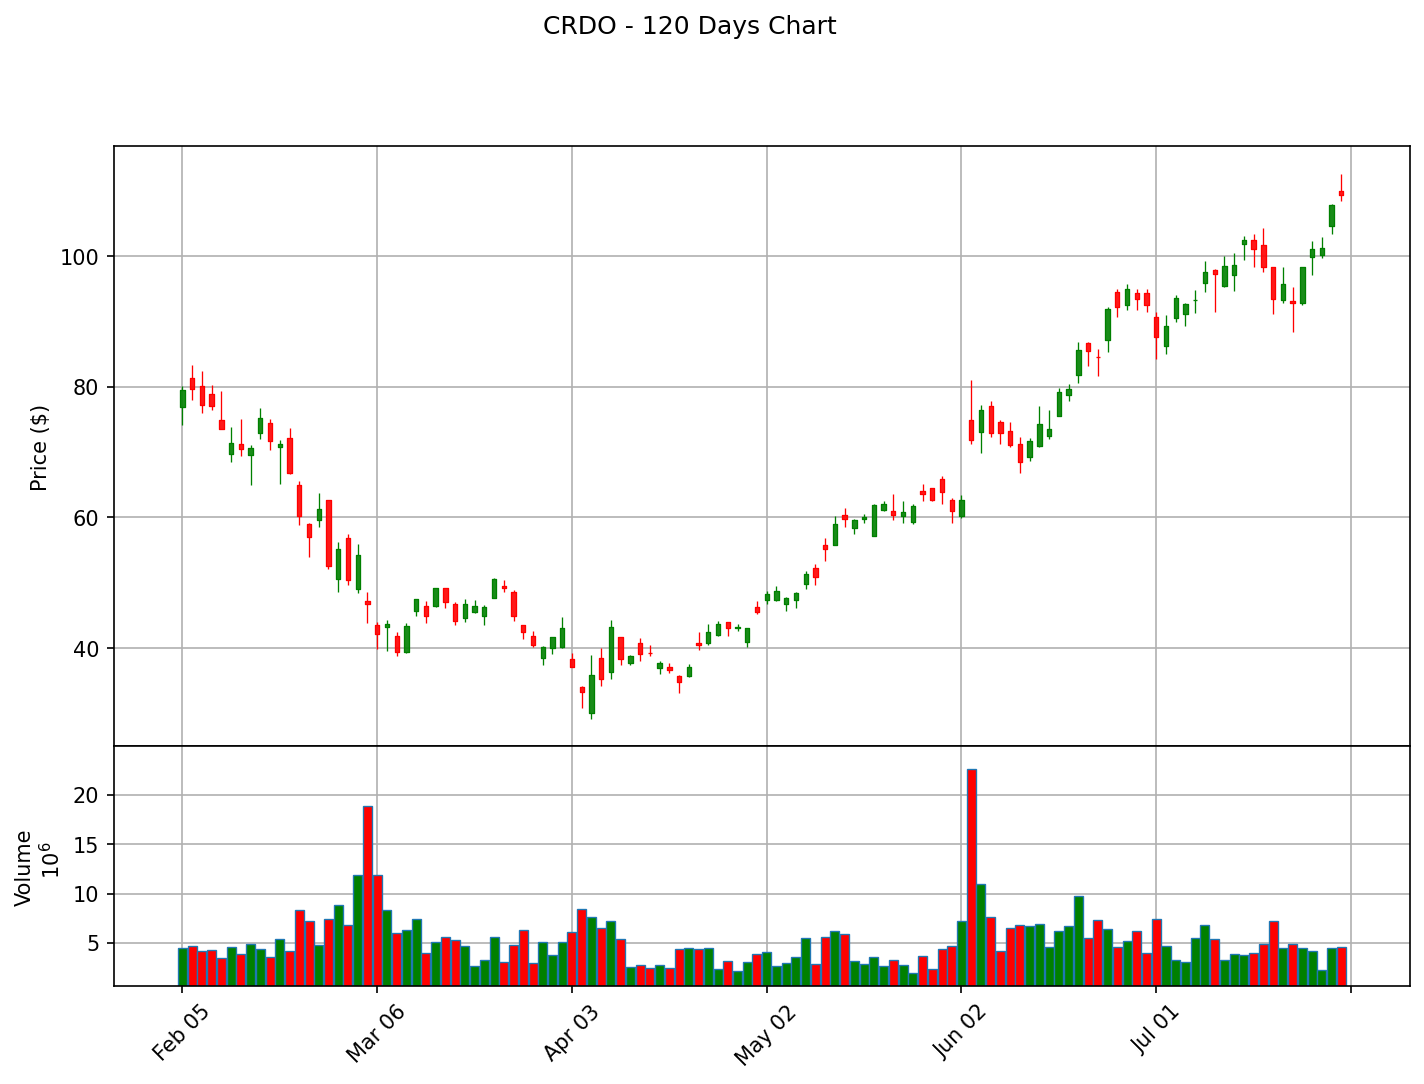 CRDO - 120 Days Chart
Price ($)
100
80
60
40
Volume
10⁶
20
15
10
5
Feb 05
Mar 06
Apr 03
May 02
Jun 02
Jul 01